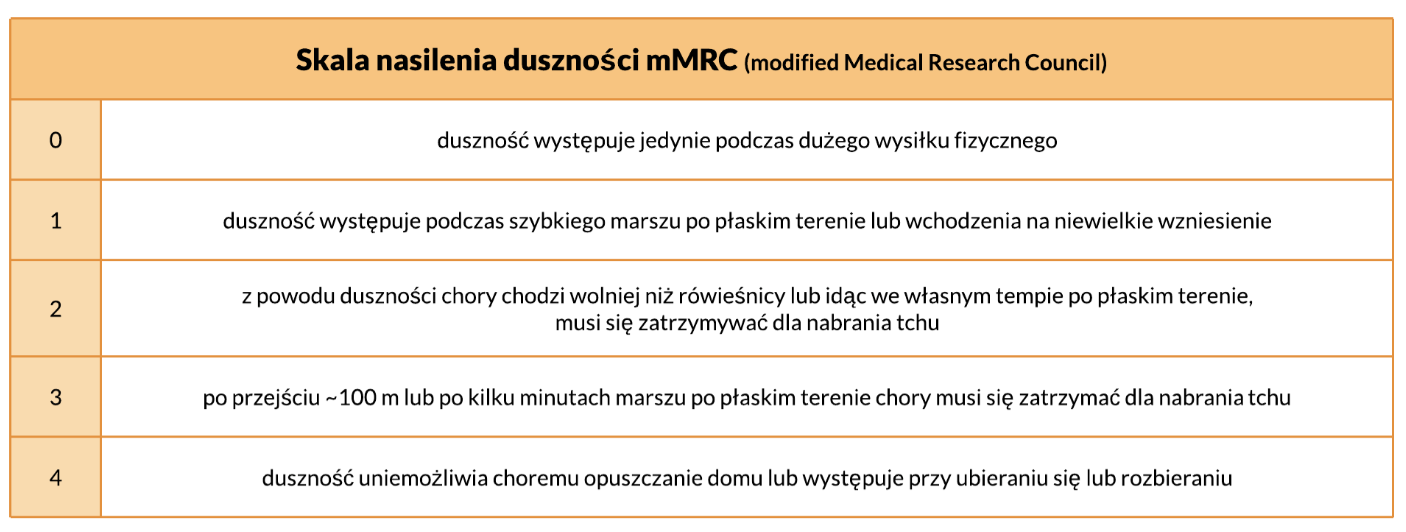 Skala nasilenia duszności mMRC (modified Medical Research Council)
0
duszność występuje jedynie podczas dużego wysiłku fizycznego
1
duszność występuje podczas szybkiego marszu po płaskim terenie lub wchodzenia na niewielkie wzniesienie
2
z powodu duszności chory chodzi wolniej niż rówieśnicy lub idąc we własnym tempie po płaskim terenie,
musi się zatrzymywać dla nabrania tchu
3
po przejściu ~100 m lub po kilku minutach marszu po płaskim terenie chory musi się zatrzymać dla nabrania tchu
4
duszność uniemożliwia choremu opuszczanie domu lub występuje przy ubieraniu się lub rozbieraniu